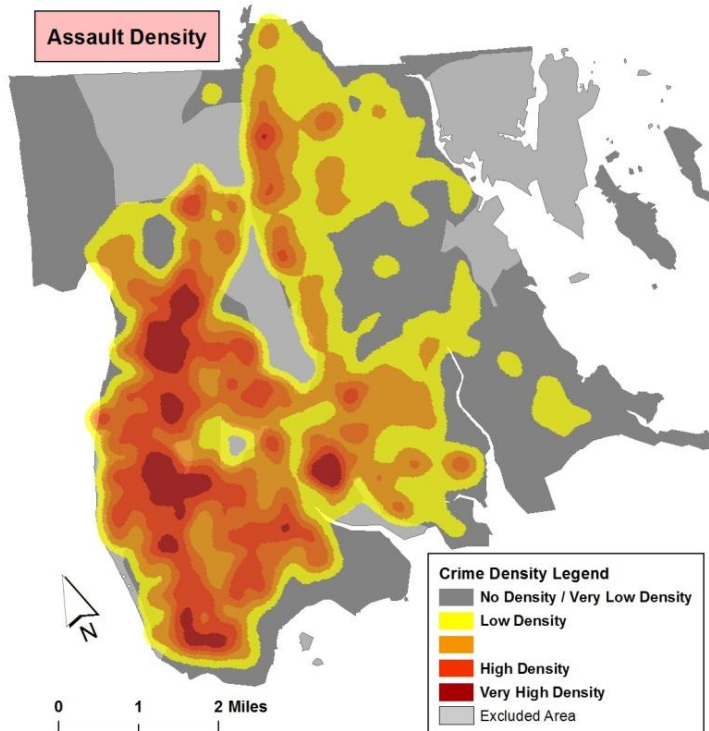 Assault Density
N
0 1 2 Miles
Crime Density Legend
No Density / Very Low Density
Low Density
High Density
Very High Density
Excluded Area